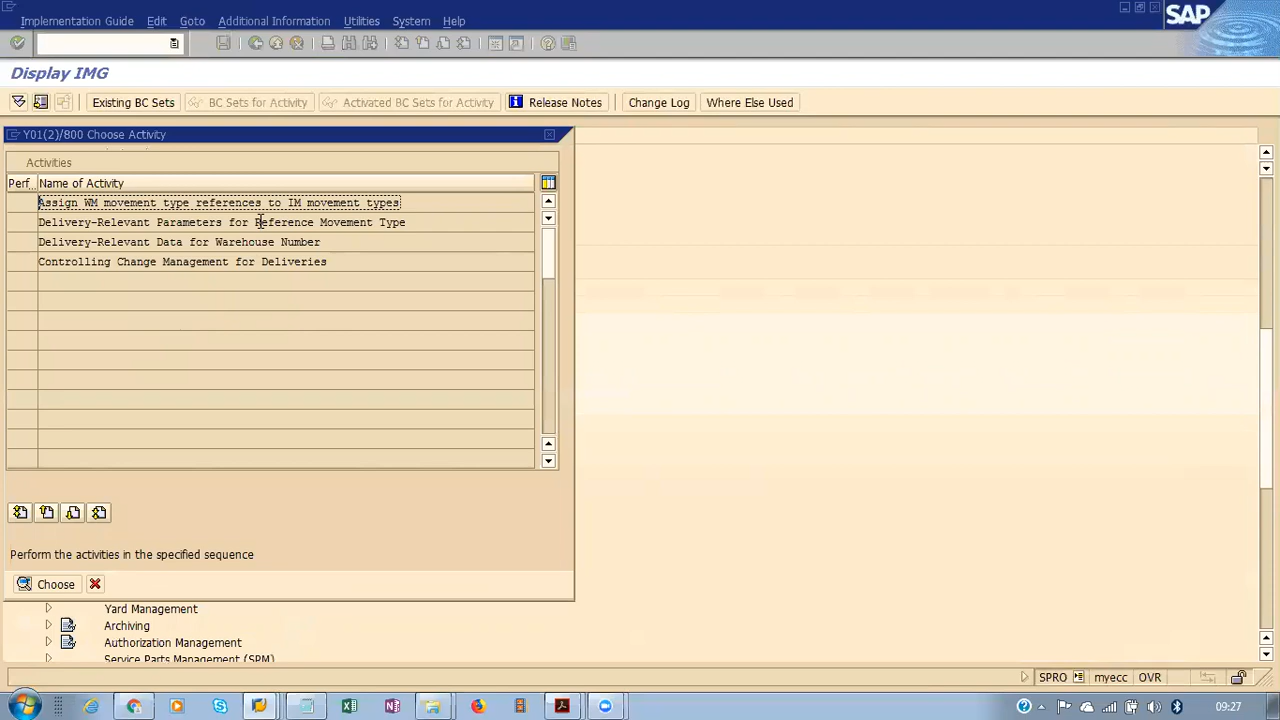 Implementation Guide Edit Goto Additional Information Utilities System Help
SAP
Display IMG
Existing BC Sets BC Sets for Activity Activated BC Sets for Activity Release Notes Change Log Where Else Used
Y01(2)/800 Choose Activity
Activities
Perf... Name of Activity
Assign WM movement type references to IM movement types
Delivery-Relevant Parameters for Reference Movement Type
Delivery-Relevant Data for Warehouse Number
Controlling Change Management for Deliveries
Perform the activities in the specified sequence
Choose
Yard Management
Archiving
Authorization Management
Service Parts Management (SPM)
SPRO myecc OVR
09:27